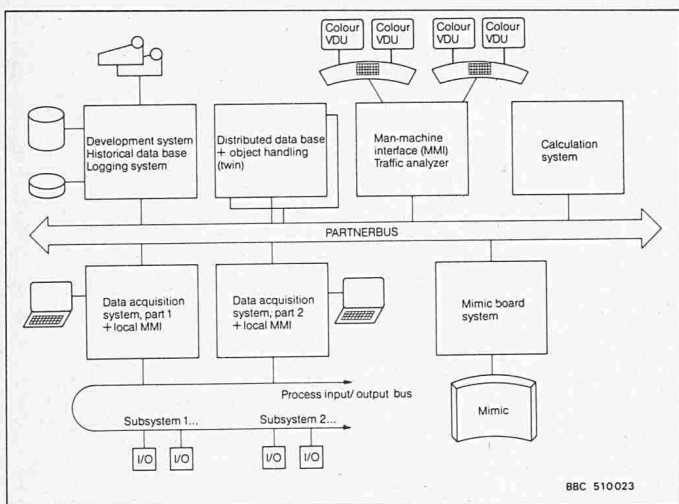 Colour
VDU
Colour
VDU
Colour
VDU
Colour
VDU
Development system
Historical data base
Logging system
Distributed data base
+ object handling
(twin)
Man-machine
interface (MMI)
Traffic analyzer
Calculation
system
PARTNERBUS
Data acquisition
system, part 1
+ local MMI
Data acquisition
system, part 2
+ local MMI
Mimic board
system
Process input/output bus
Mimic
Subsystem 1...
Subsystem 2...
I/O
I/O
I/O
I/O
BBC 510023